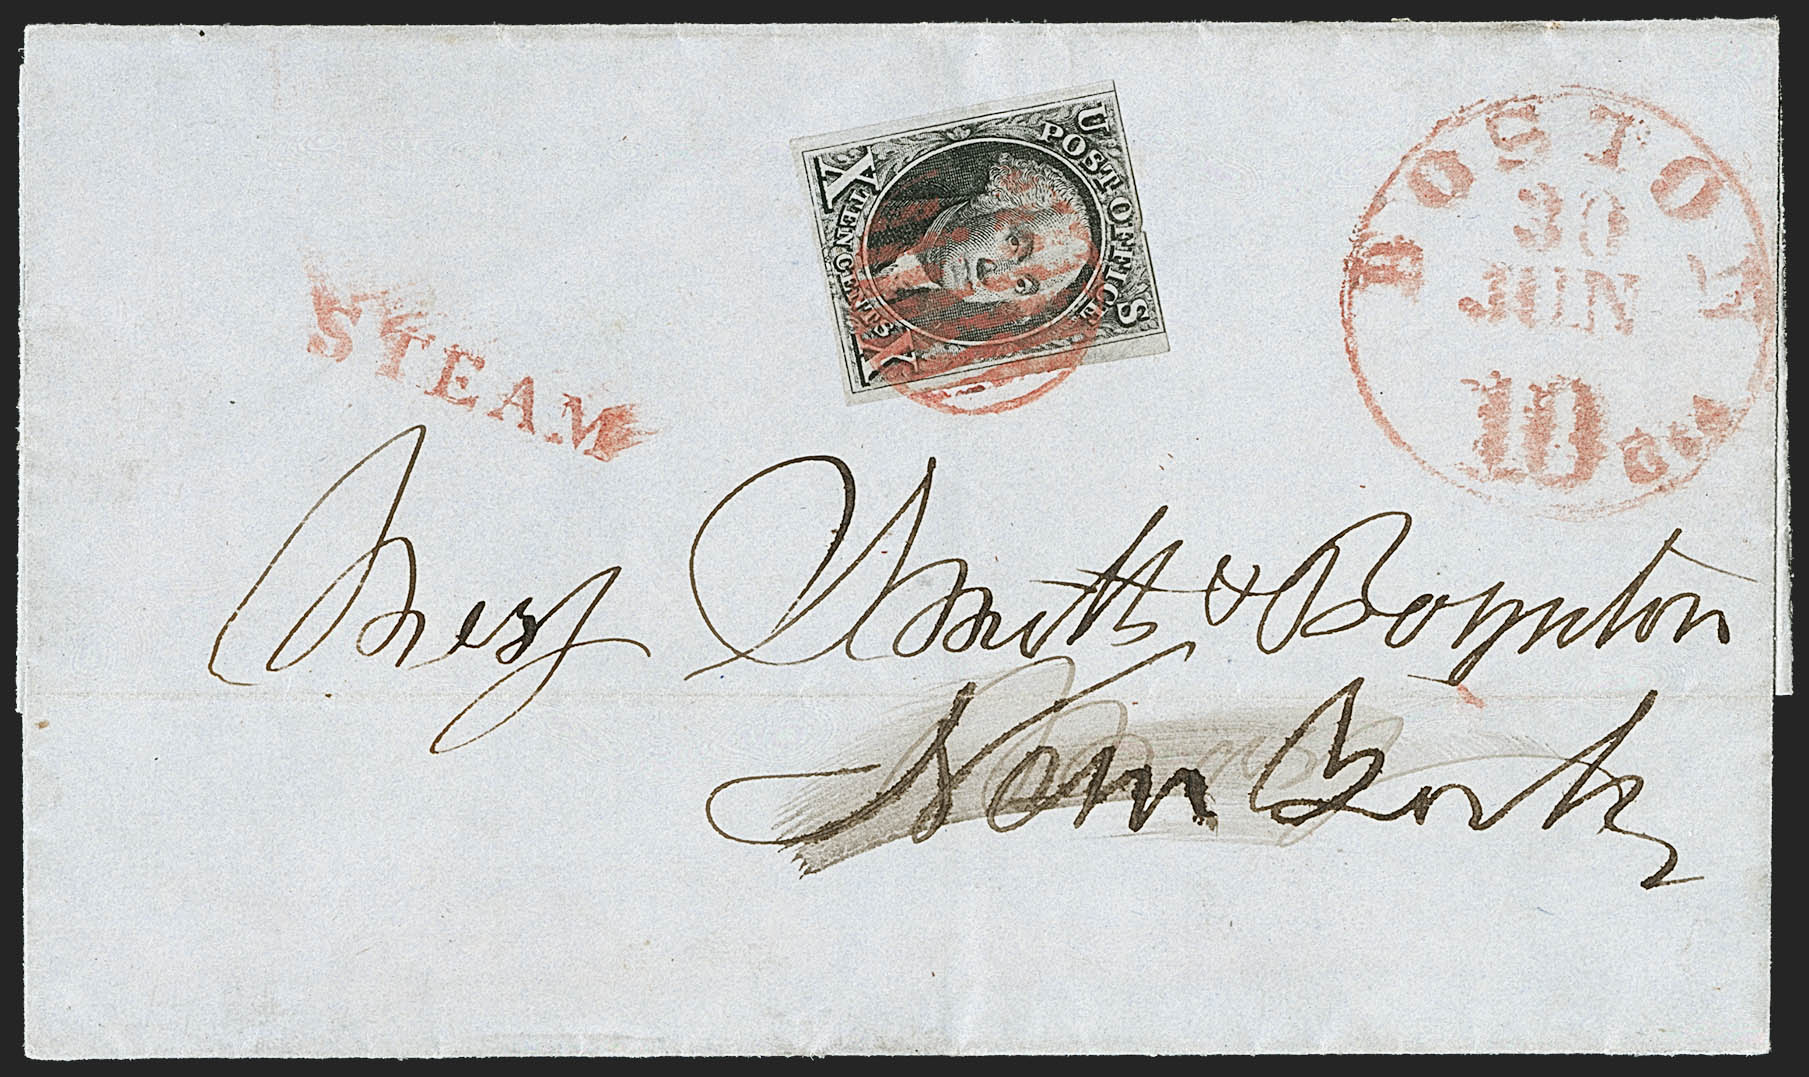 U S
POST OFFICE
X TEN CENTS X
BOSTON
30
JUN
10 cts
STEAM
Mess Smith & Boynton
New York